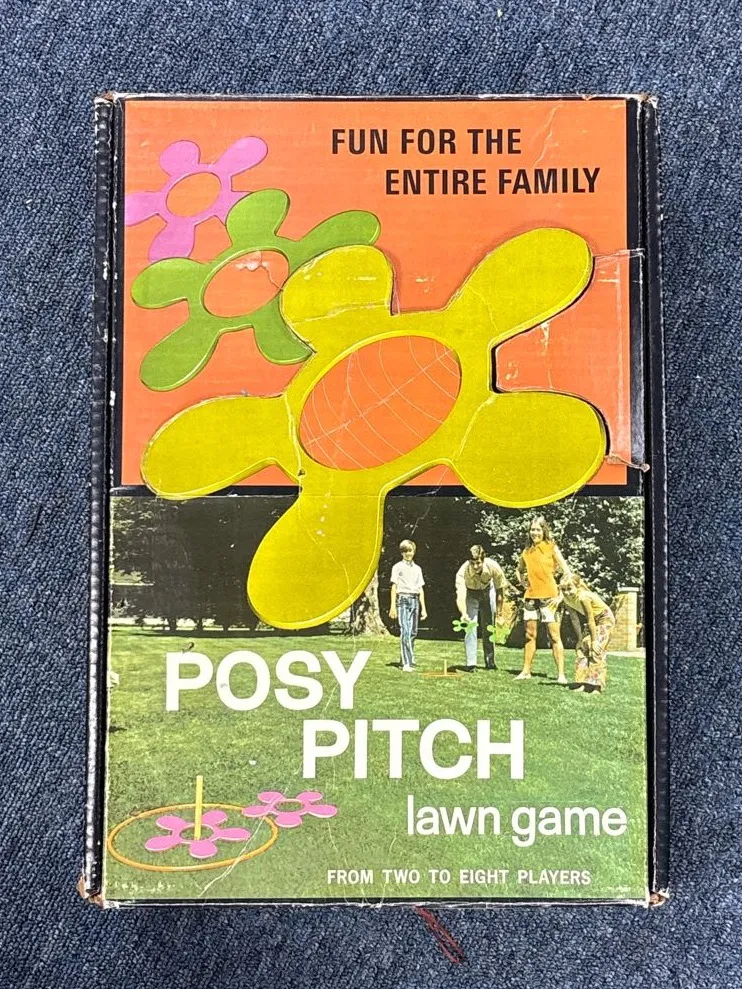 FUN FOR THE
ENTIRE FAMILY
POSY
PITCH
lawn game
FROM TWO TO EIGHT PLAYERS